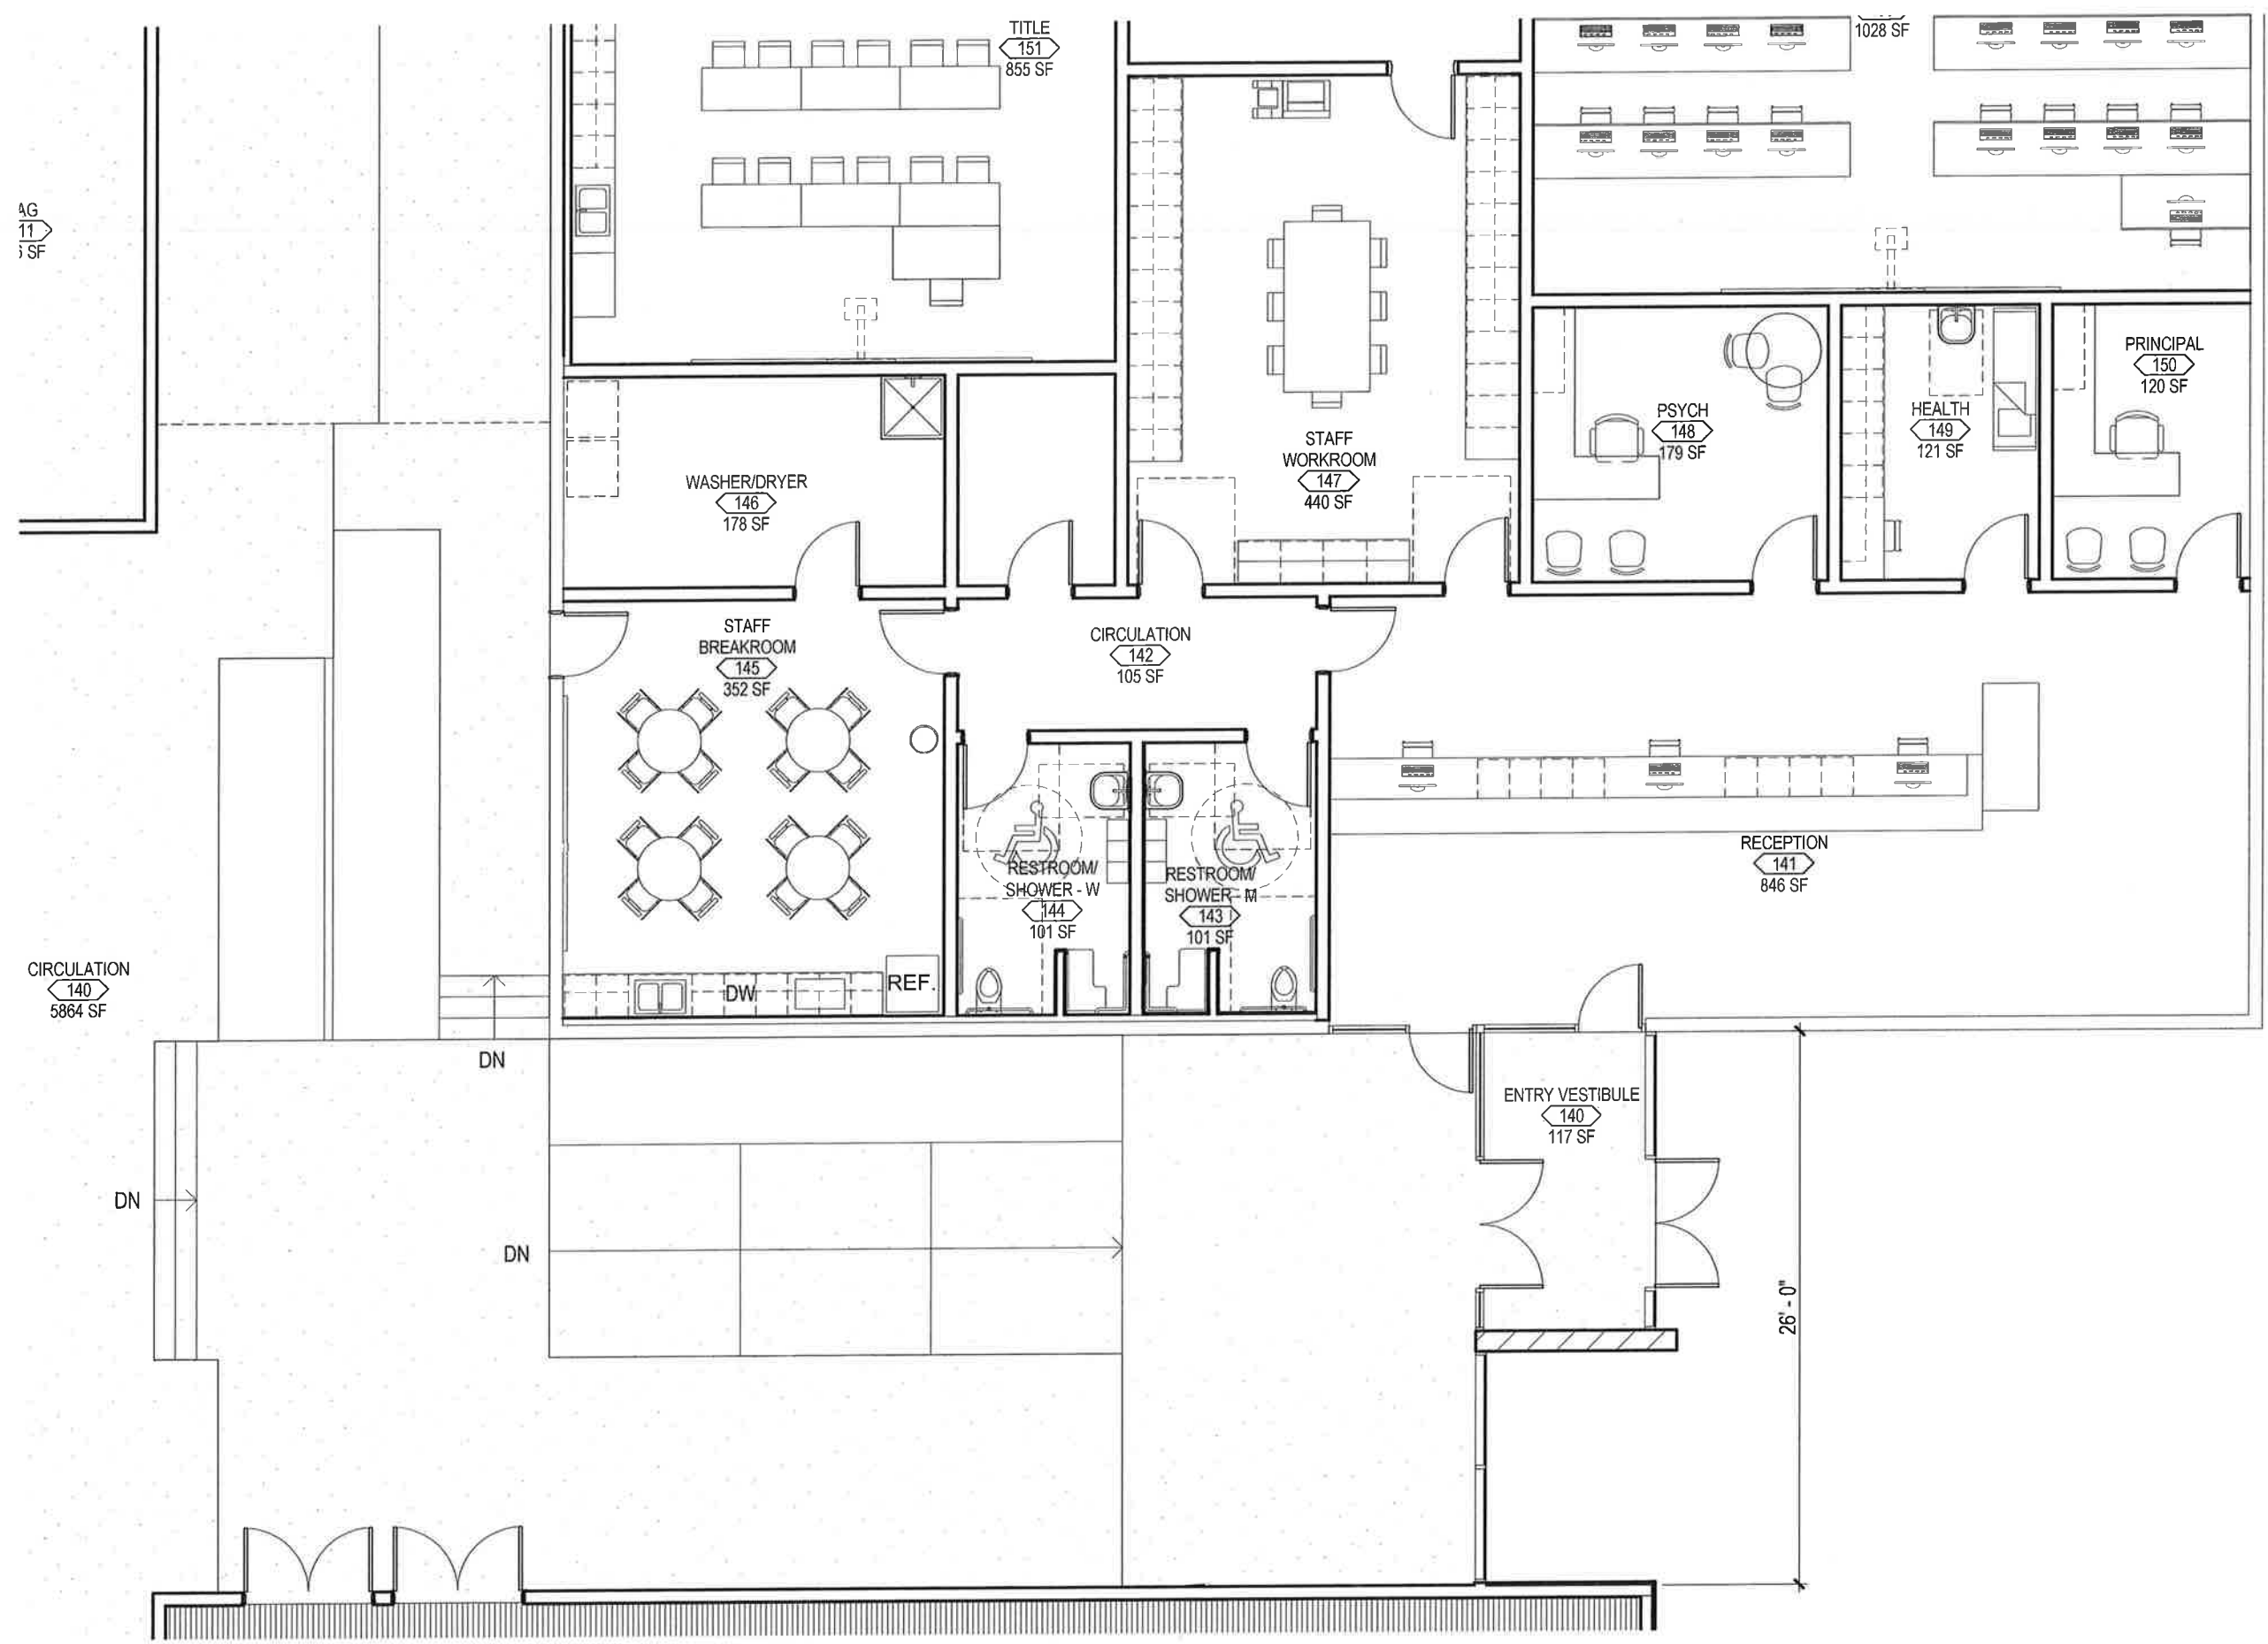 TITLE
151
855 SF
1028 SF
AG
11
SF
PRINCIPAL
150
120 SF
PSYCH
148
179 SF
HEALTH
149
121 SF
STAFF
WORKROOM
147
440 SF
WASHER/DRYER
146
178 SF
STAFF
BREAKROOM
145
352 SF
CIRCULATION
142
105 SF
RECEPTION
141
846 SF
RESTROOM/
SHOWER - W
144
101 SF
RESTROOM/
SHOWER - M
143
101 SF
REF.
DW
CIRCULATION
140
5864 SF
DN
ENTRY VESTIBULE
140
117 SF
DN
DN
26' - 0"